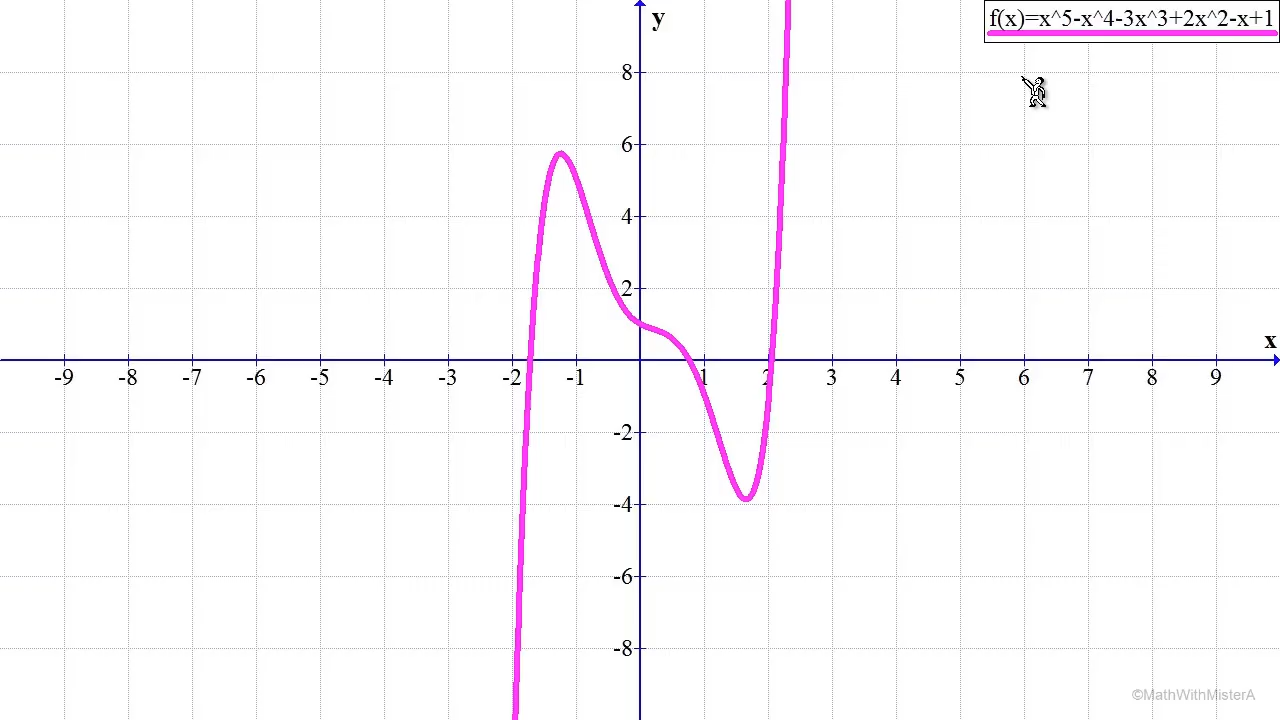 y
f(x)=x^5-x^4-3x^3+2x^2-x+1
8
6
4
2
x
-9 -8 -7 -6 -5 -4 -3 -2 -1 1 2 3 4 5 6 7 8 9
-2
-4
-6
-8
©MathWithMisterA